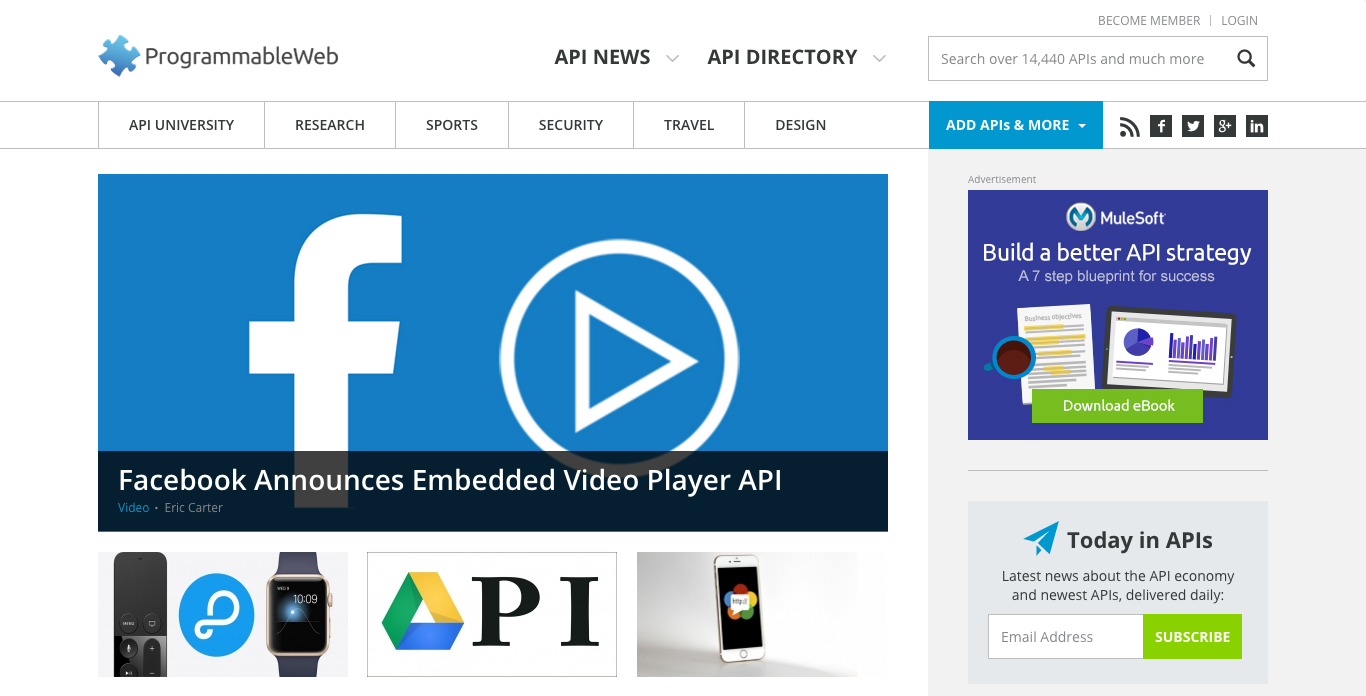 BECOME MEMBER | LOGIN
ProgrammableWeb
API NEWS
API DIRECTORY
Search over 14,440 APIs and much more
API UNIVERSITY
RESEARCH
SPORTS
SECURITY
TRAVEL
DESIGN
ADD APIs & MORE
Advertisement
MuleSoft
Build a better API strategy
A 7 step blueprint for success
Business objectives
Download eBook
Facebook Announces Embedded Video Player API
Video • Eric Carter
MENU
10:09
PI
http://
Today in APIs
Latest news about the API economy
and newest APIs, delivered daily:
Email Address
SUBSCRIBE